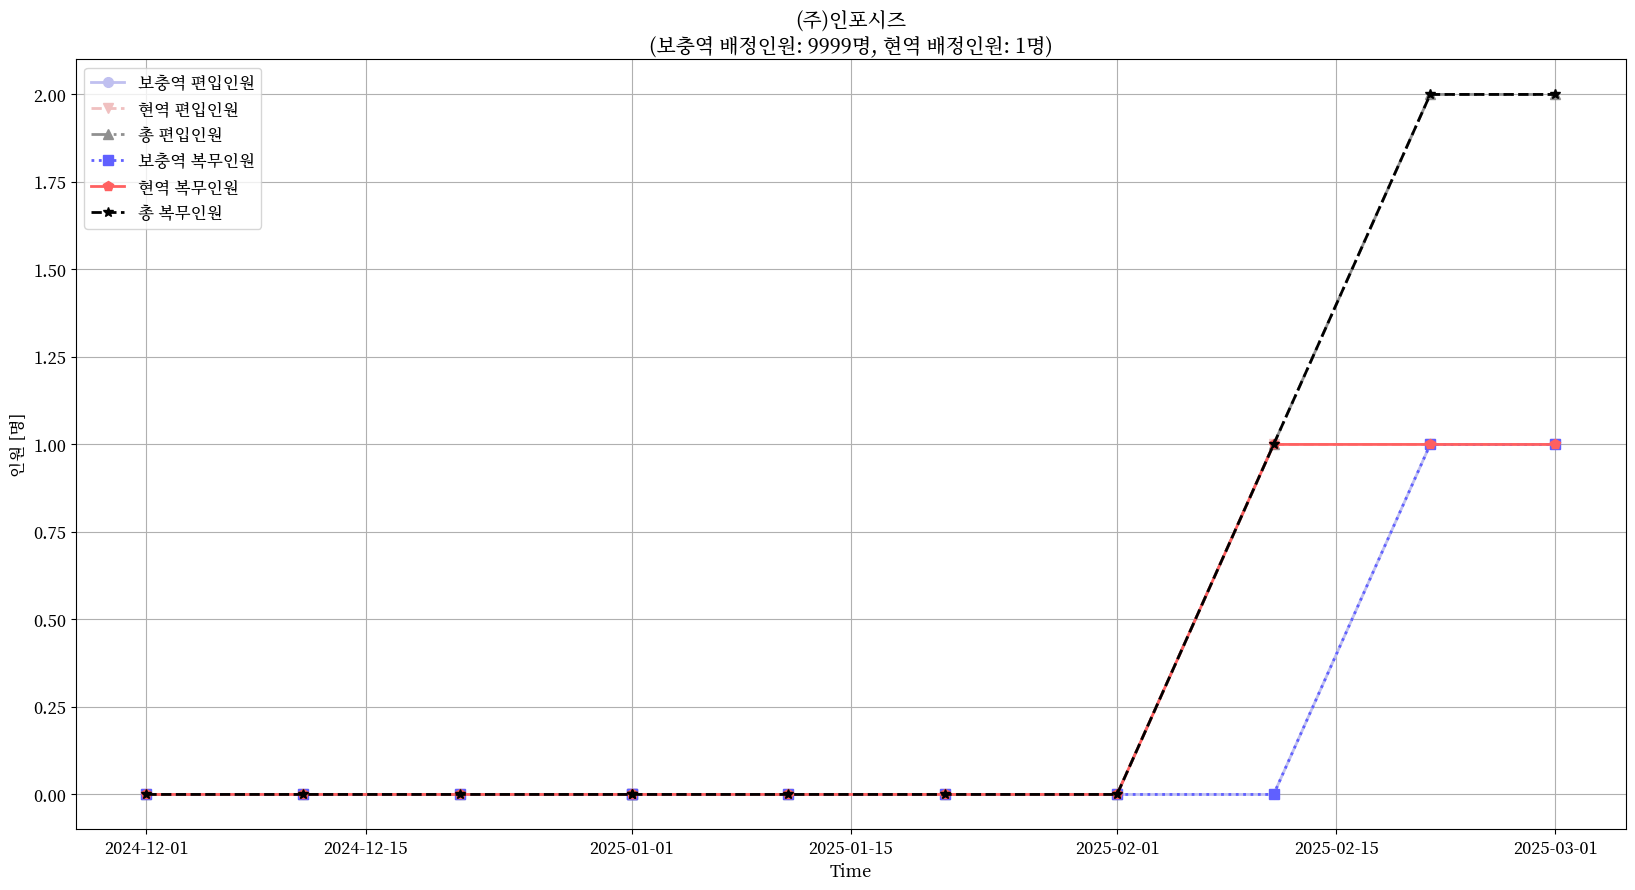 (주)인포시즈
(보충역 배정인원: 9999명, 현역 배정인원: 1명)
보충역 편입인원
현역 편입인원
총 편입인원
보충역 복무인원
현역 복무인원
총 복무인원
2.00
1.75
1.50
1.25
1.00
0.75
0.50
0.25
0.00
인원 [명]
2024-12-01
2024-12-15
2025-01-01
2025-01-15
2025-02-01
2025-02-15
2025-03-01
Time